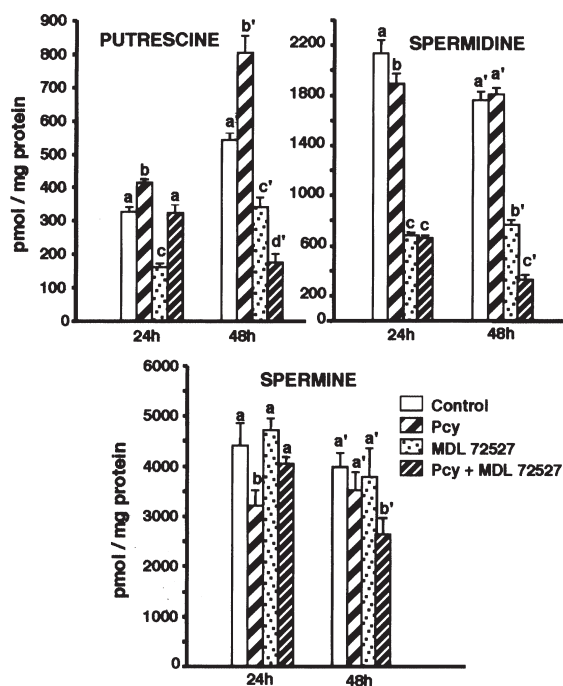 PUTRESCINE
pmol / mg protein
900
800
700
600
500
400
300
200
100
0
a
b
c
a
a
b'
c'
d'
24h
48h
SPERMIDINE
2200
1800
1400
1000
600
200
0
a
b
c
c
a'
a'
b'
c'
24h
48h
SPERMINE
pmol / mg protein
6000
5000
4000
3000
2000
1000
0
a
b
a
a
a'
a'
a'
b'
24h
48h
Control
Pcy
MDL 72527
Pcy + MDL 72527